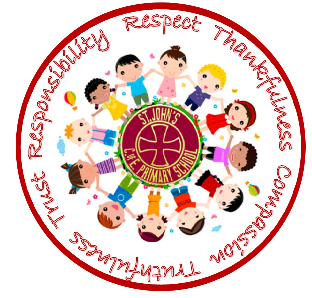 Respect Thankfulness Compassion Truthfulness Trust Responsibility
ST. JOHN'S
C of E. PRIMARY SCHOOL